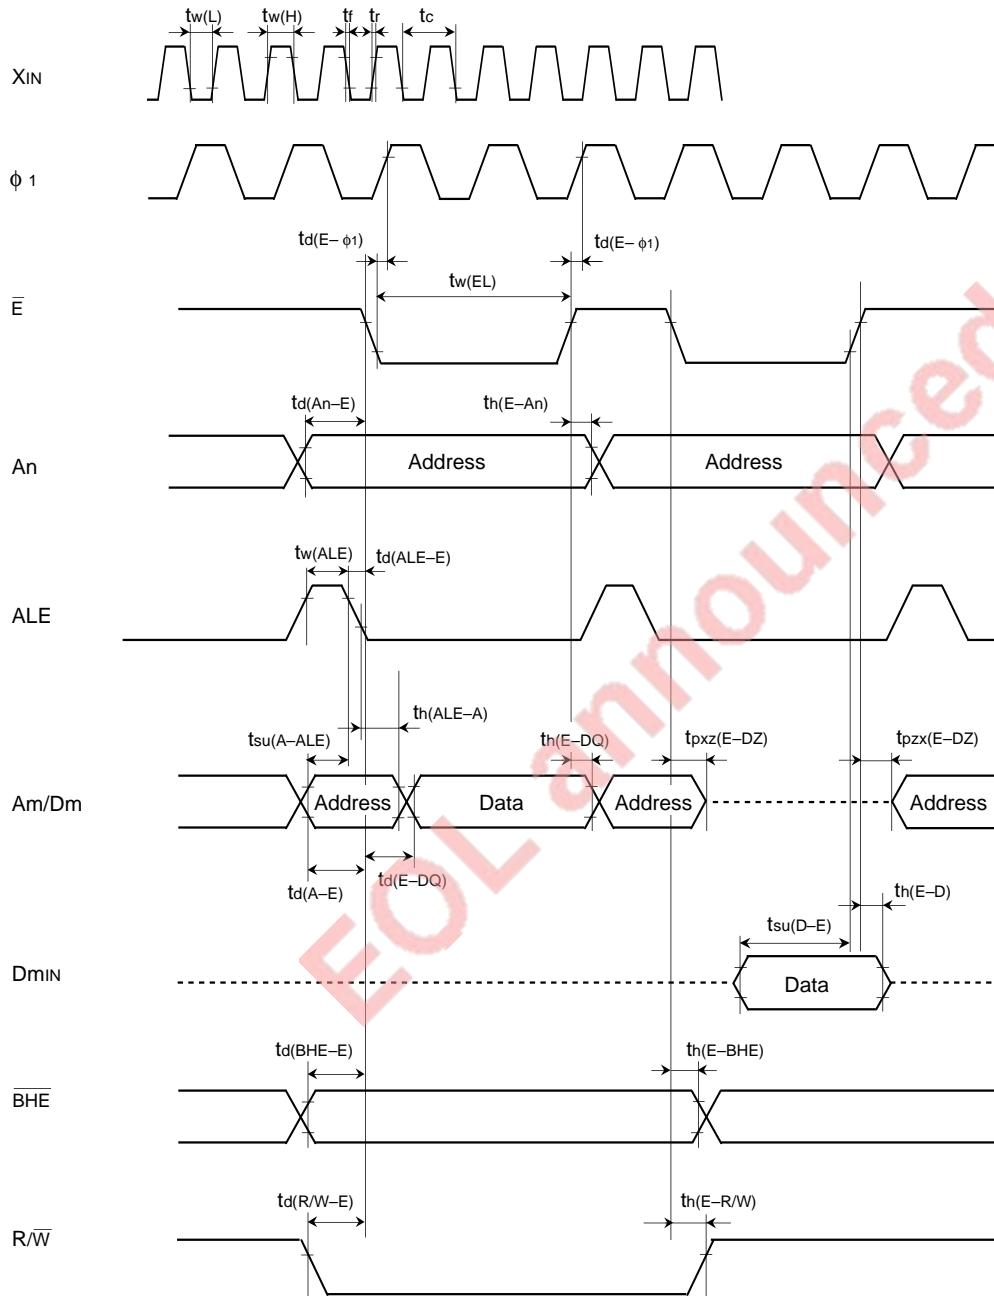 tw(L) tw(H) tf tr tc
XIN
ϕ 1
td(E- ϕ1) td(E- ϕ1)
tw(EL)
E̅
td(An–E) th(E–An)
An Address Address
tw(ALE) td(ALE–E)
ALE
th(ALE–A)
tsu(A–ALE) th(E–DQ) tpxz(E–DZ) tpzx(E–DZ)
Am/Dm Address Data Address Address
td(A–E) td(E–DQ)
th(E–D)
tsu(D–E)
DmIN Data
td(BHE–E) th(E–BHE)
B̅H̅E̅
td(R/W–E) th(E–R/W)
R/W̅
EOL announced